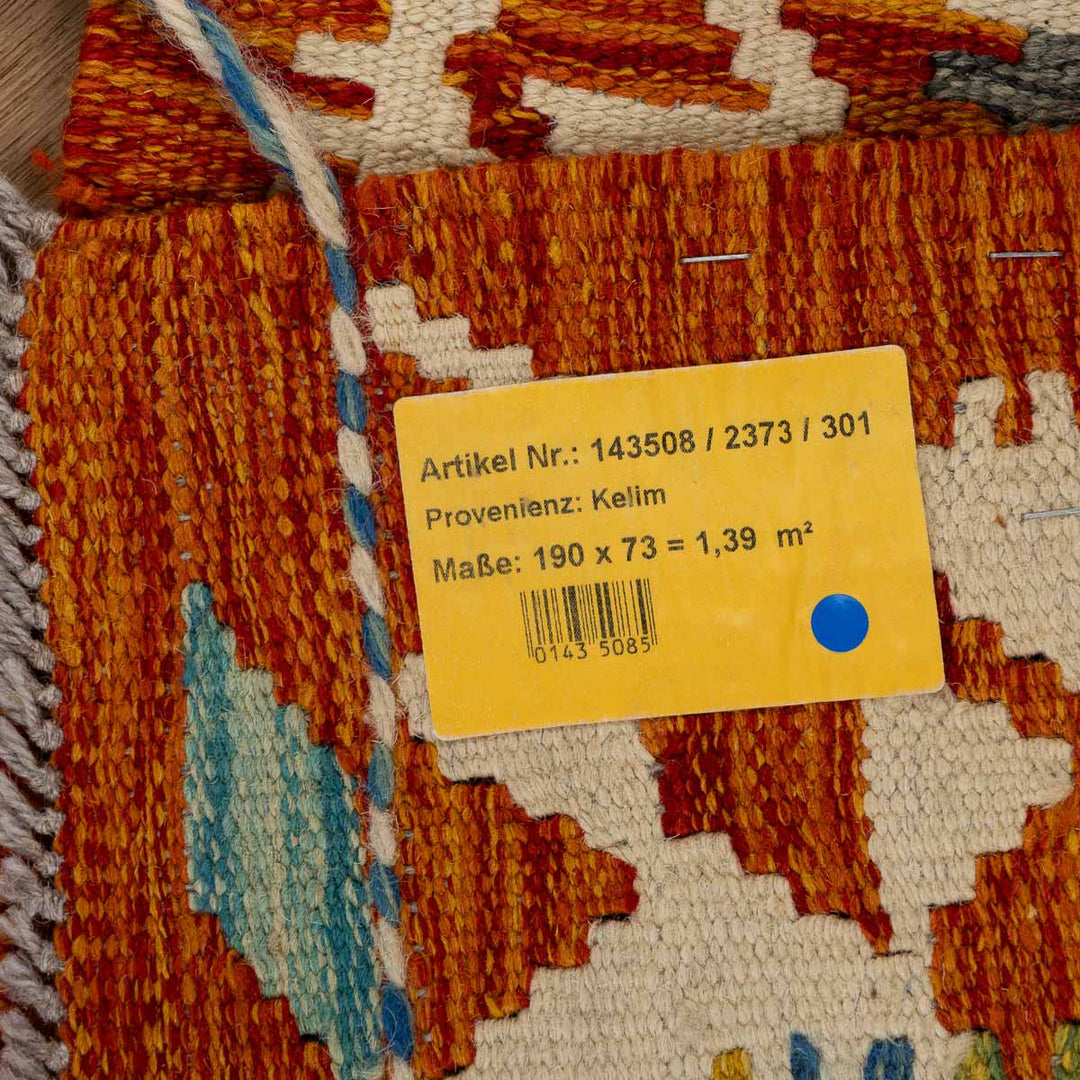 Artikel Nr.: 143508 / 2373 / 301
Provenienz: Kelim
Maße: 190 x 73 = 1,39 m²
0143 5085